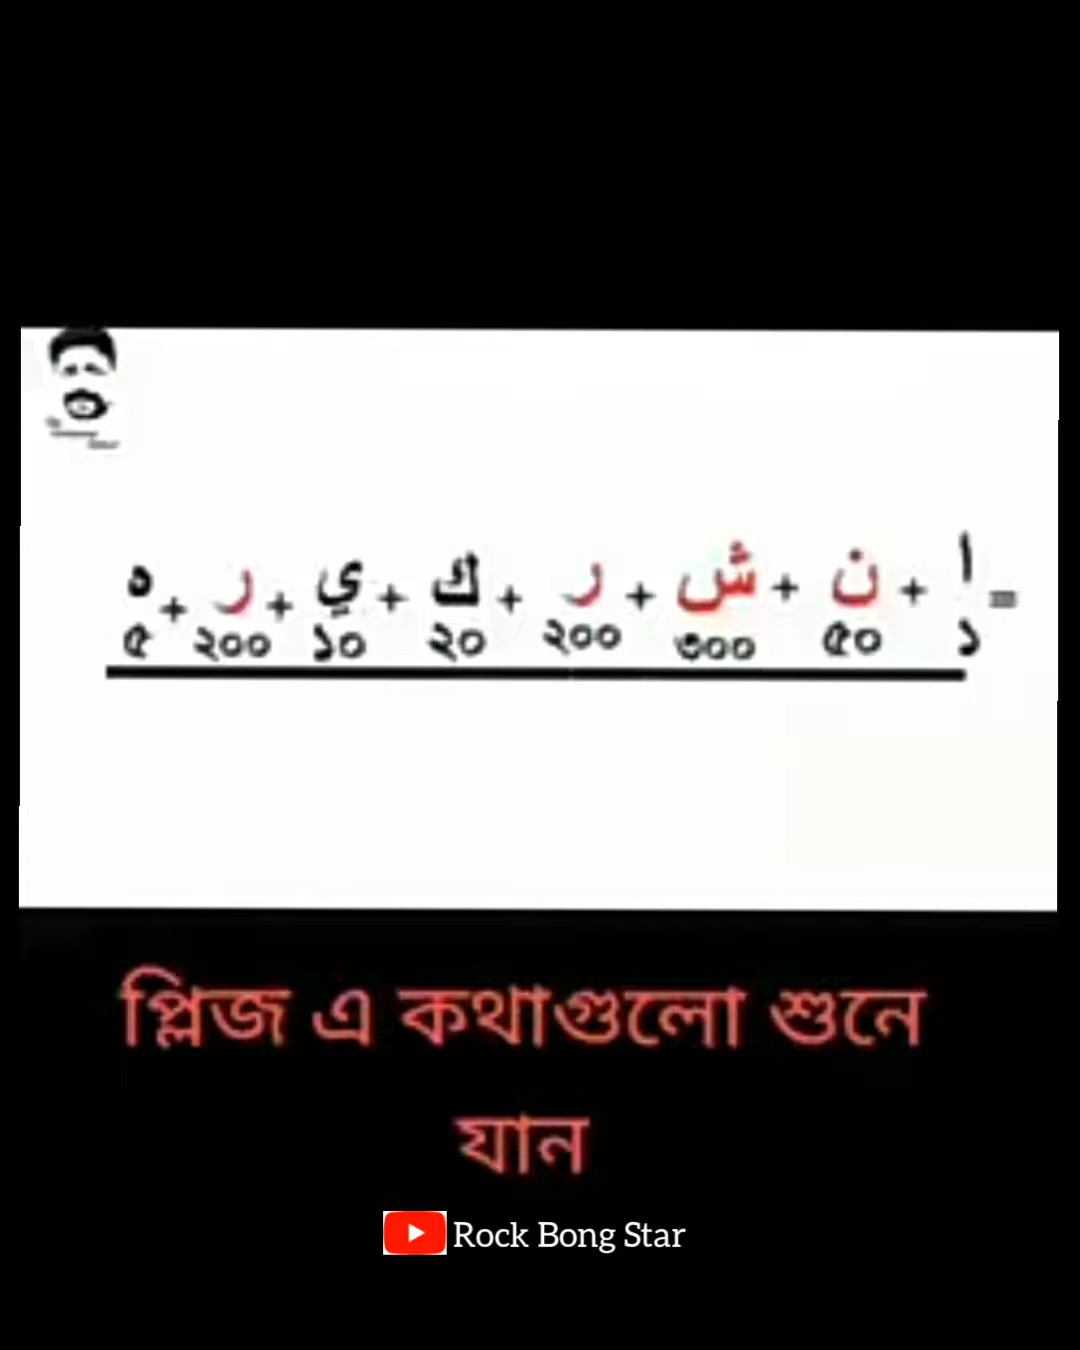 ه + ر + ي + ك + ر + ش + ن + ا =
৫ ২০০ ১০ ২০ ২০০ ৩০০ ৫০ ১
প্লিজ এ কথাগুলো শুনে
যান
Rock Bong Star